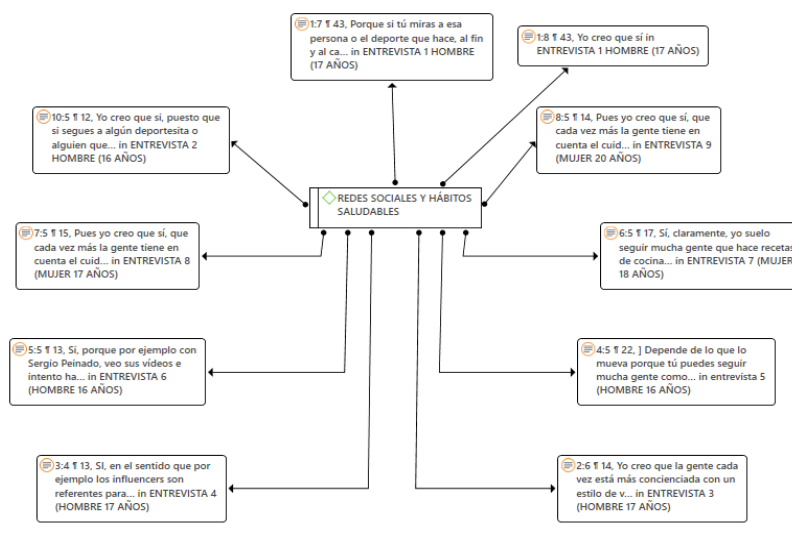 1:7 ¶ 43, Porque si tú miras a esa
persona o el deporte que hace, al fin
y al ca... in ENTREVISTA 1 HOMBRE
(17 AÑOS)
1:8 ¶ 43, Yo creo que sí in
ENTREVISTA 1 HOMBRE (17 AÑOS)
10:5 ¶ 12, Yo creo que si, puesto que
si segues a algún deportesita o
alguien que... in ENTREVISTA 2
HOMBRE (16 AÑOS)
8:5 ¶ 14, Pues yo creo que sí, que
cada vez más la gente tiene en
cuenta el cuid... in ENTREVISTA 9
(MUJER 20 AÑOS)
REDES SOCIALES Y HÁBITOS
SALUDABLES
7:5 ¶ 15, Pues yo creo que sí, que
cada vez más la gente tiene en
cuenta el cuid... in ENTREVISTA 8
(MUJER 17 AÑOS)
6:5 ¶ 17, Sí, claramente, yo suelo
seguir mucha gente que hace recetas
de cocina... in ENTREVISTA 7 (MUJER
18 AÑOS)
5:5 ¶ 13, Si, porque por ejemplo con
Sergio Peinado, veo sus vídeos e
intento ha... in ENTREVISTA 6
(HOMBRE 16 AÑOS)
4:5 ¶ 22, ] Depende de lo que lo
mueva porque tú puedes seguir
mucha gente como... in entrevista 5
(HOMBRE 16 AÑOS)
3:4 ¶ 13, SI, en el sentido que por
ejemplo los influencers son
referentes para... in ENTREVISTA 4
(HOMBRE 17 AÑOS)
2:6 ¶ 14, Yo creo que la gente cada
vez está más concienciada con un
estilo de v... in ENTREVISTA 3
(HOMBRE 17 AÑOS)